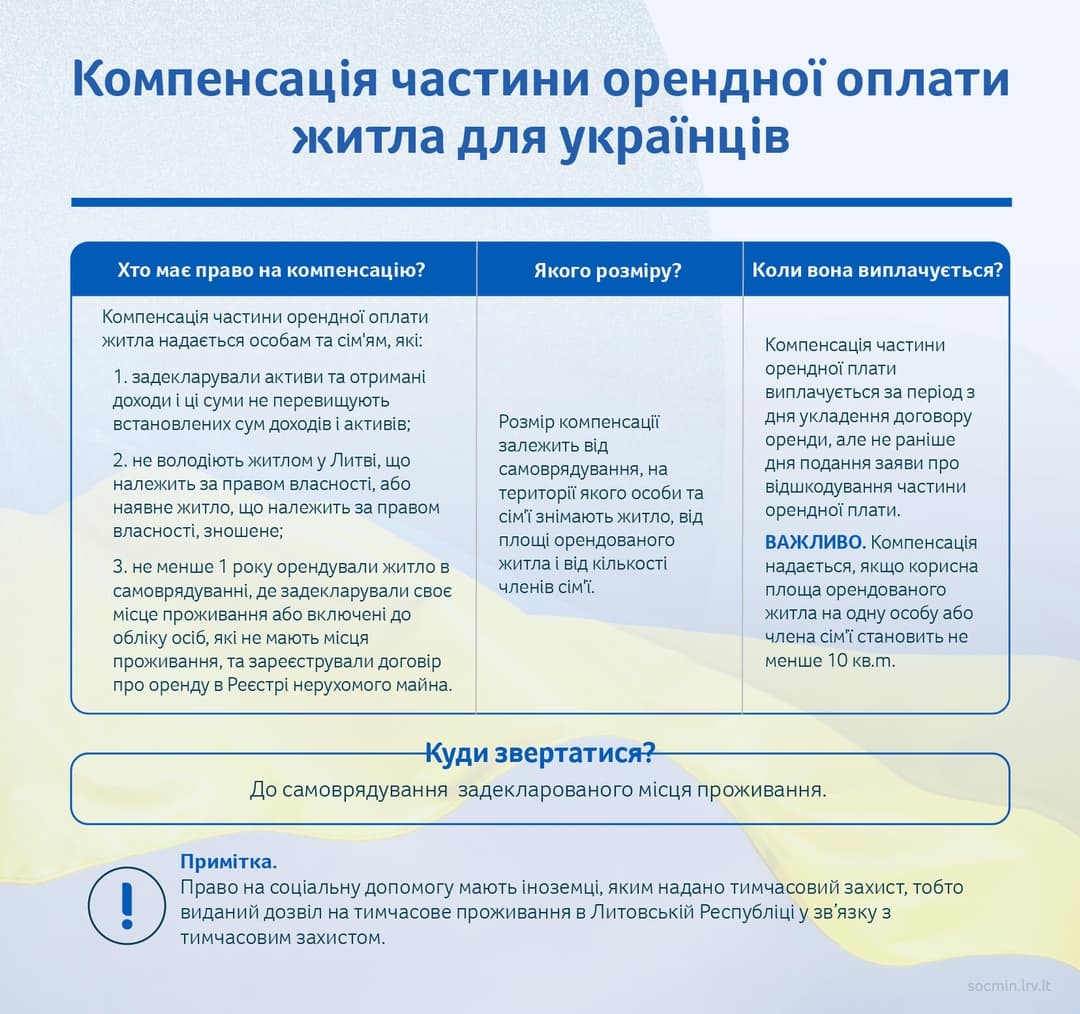 Компенсація частини орендної оплати
житла для українців
Хто має право на компенсацію?
Компенсація частини орендної оплати
житла надається особам та сім'ям, які:
1. задекларували активи та отримані
доходи і ці суми не перевищують
встановлених сум доходів і активів;
2. не володіють житлом у Литві, що
належить за правом власності, або
наявне житло, що належить за правом
власності, зношене;
3. не менше 1 року орендували житло в
самоврядуванні, де задекларували своє
місце проживання або включені до
обліку осіб, які не мають місця
проживання, та зареєстрували договір
про оренду в Реєстрі нерухомого майна.
Якого розміру?
Розмір компенсації
залежить від
самоврядування, на
території якого особи та
сім'ї знімають житло, від
площі орендованого
житла і від кількості
членів сім'ї.
Коли вона виплачується?
Компенсація частини
орендної плати
виплачується за період з
дня укладення договору
оренди, але не раніше
дня подання заяви про
відшкодування частини
орендної плати.
ВАЖЛИВО. Компенсація
надається, якщо корисна
площа орендованого
житла на одну особу або
члена сім'ї становить не
менше 10 кв.m.
Куди звертатися?
До самоврядування задекларованого місця проживання.
Примітка.
Право на соціальну допомогу мають іноземці, яким надано тимчасовий захист, тобто
виданий дозвіл на тимчасове проживання в Литовській Республіці у зв’язку з
тимчасовим захистом.
socmin.lrv.lt